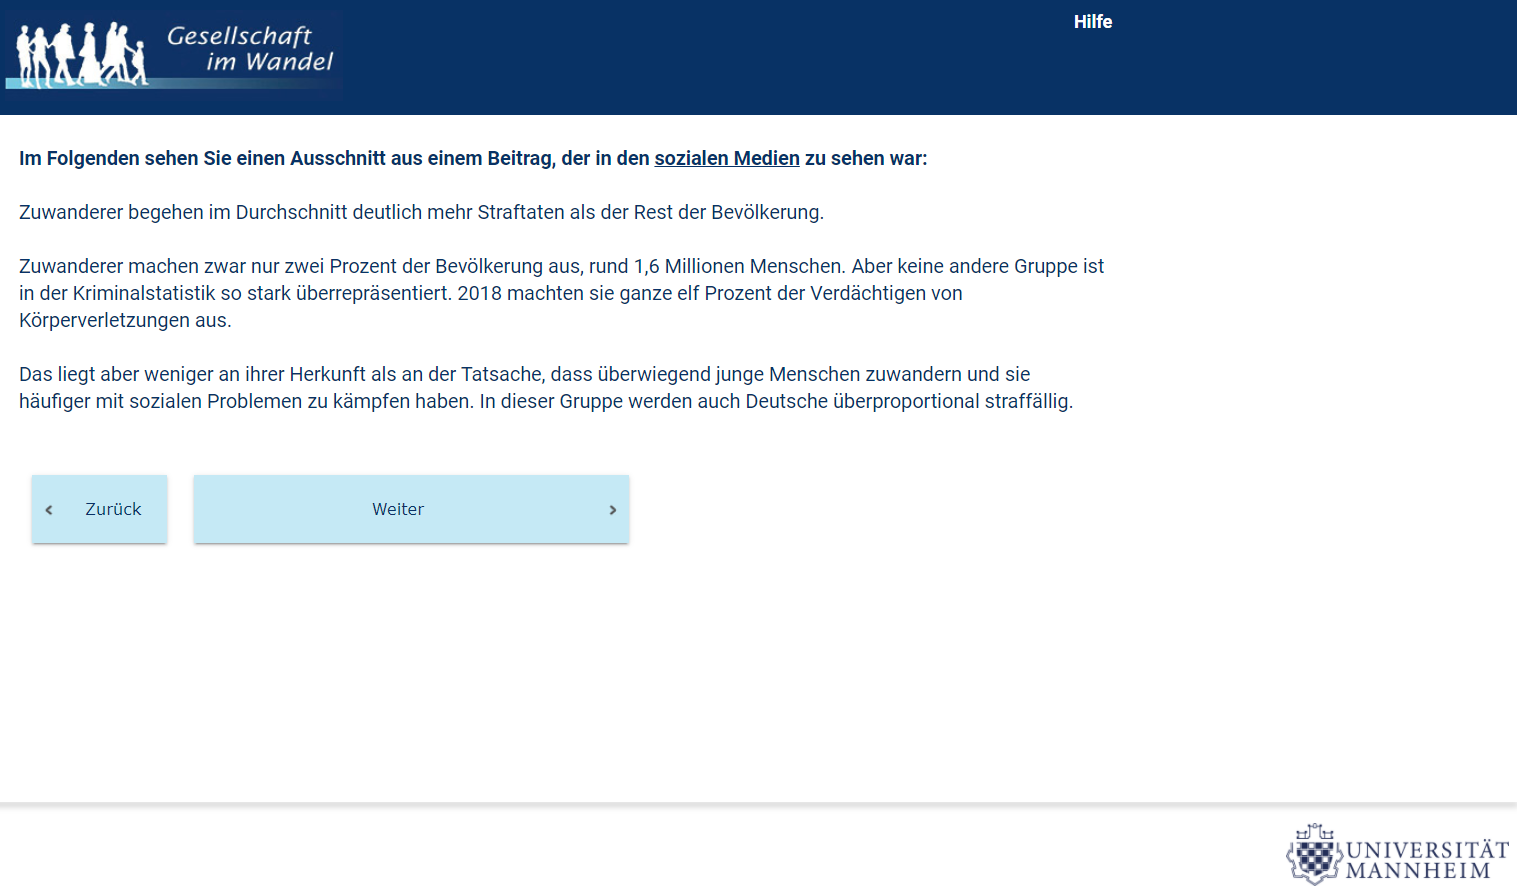 Gesellschaft
im Wandel
Hilfe
Im Folgenden sehen Sie einen Ausschnitt aus einem Beitrag, der in den sozialen Medien zu sehen war:
Zuwanderer begehen im Durchschnitt deutlich mehr Straftaten als der Rest der Bevölkerung.
Zuwanderer machen zwar nur zwei Prozent der Bevölkerung aus, rund 1,6 Millionen Menschen. Aber keine andere Gruppe ist
in der Kriminalstatistik so stark überrepräsentiert. 2018 machten sie ganze elf Prozent der Verdächtigen von
Körperverletzungen aus.
Das liegt aber weniger an ihrer Herkunft als an der Tatsache, dass überwiegend junge Menschen zuwandern und sie
häufiger mit sozialen Problemen zu kämpfen haben. In dieser Gruppe werden auch Deutsche überproportional straffällig.
Zurück
Weiter
UNIVERSITÄT
MANNHEIM